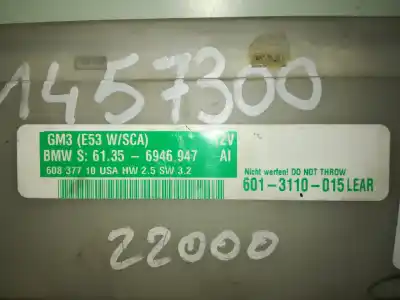 1457300
GM3 (E53 W/SCA) 12V
BMW S: 61.35 - 6946.947 AI
608 377 10 USA HW 2.5 SW 3.2
Nicht werfen! DO NOT THROW
601-3110-015 LEAR
22000